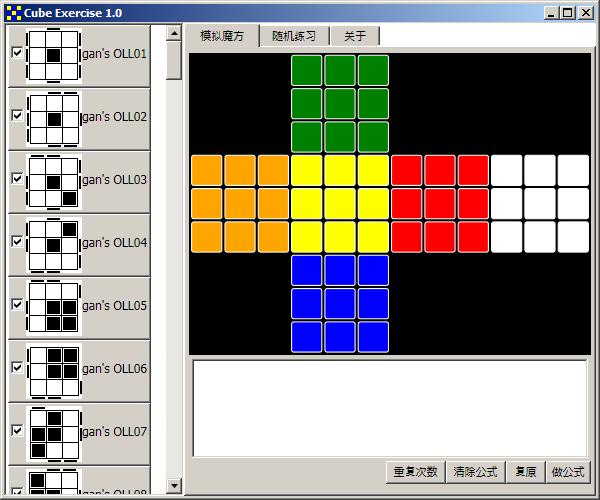 Cube Exercise 1.0
模拟魔方 随机练习 关于
gan's OLL01
gan's OLL02
gan's OLL03
gan's OLL04
gan's OLL05
gan's OLL06
gan's OLL07
gan's OLL08
重复次数 清除公式 复原 做公式